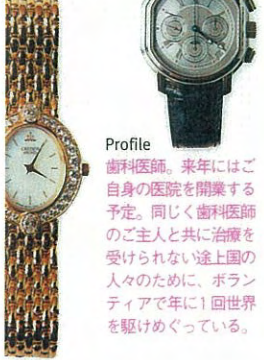 Profile
歯科医師。来年にはご
自身の医院を開業する
予定。同じく歯科医師
のご主人と共に治療を
受けられない途上国の
人々のために、ボラン
ティアで年に1回世界
を駆けめぐっている。